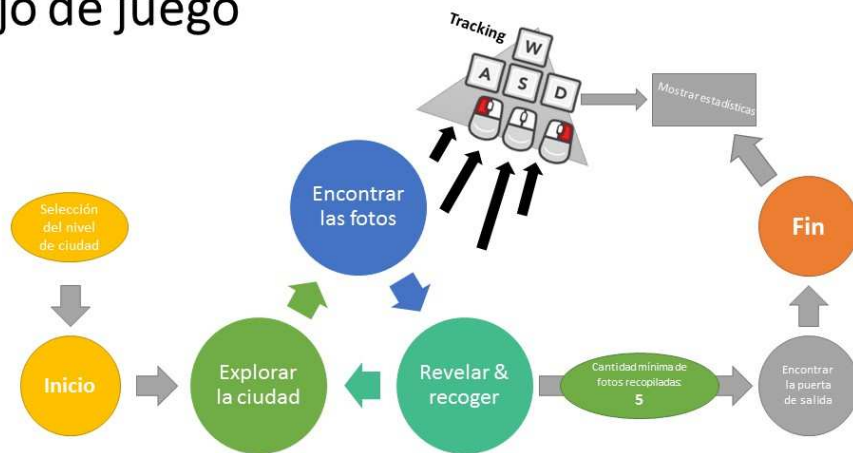 jo de juego
Tracking
W
A S D
Mostrar estadísticas
Encontrar
las fotos
Selección
del nivel
de ciudad
Fin
Inicio
Explorar
la ciudad
Revelar &
recoger
Cantidad mínima de
fotos recopiladas:
5
Encontrar
la puerta
de salida